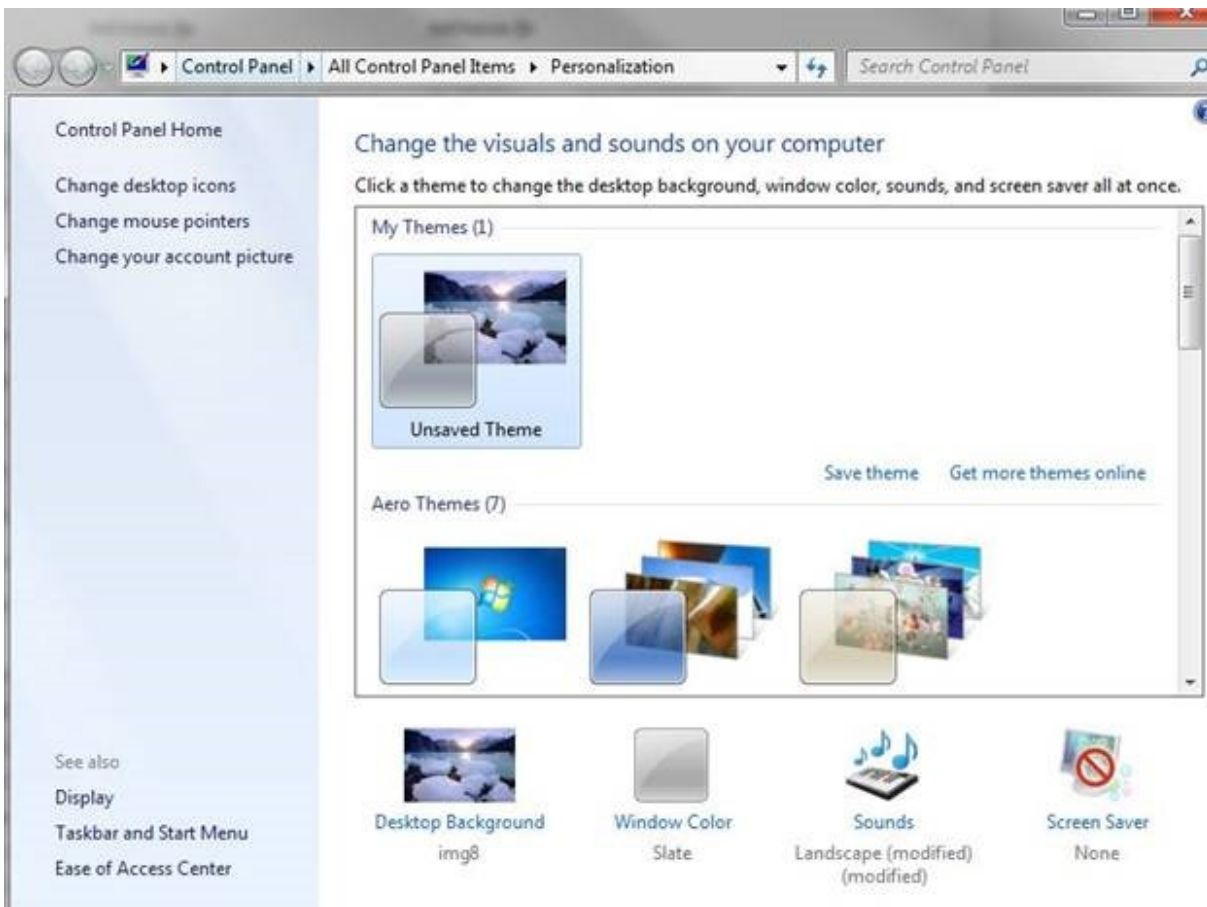 Control Panel ▸ All Control Panel Items ▸ Personalization
Search Control Panel
Control Panel Home
Change desktop icons
Change mouse pointers
Change your account picture
See also
Display
Taskbar and Start Menu
Ease of Access Center
Change the visuals and sounds on your computer
Click a theme to change the desktop background, window color, sounds, and screen saver all at once.
My Themes (1)
Unsaved Theme
Save theme Get more themes online
Aero Themes (7)
Desktop Background
img8
Window Color
Slate
Sounds
Landscape (modified)
(modified)
Screen Saver
None